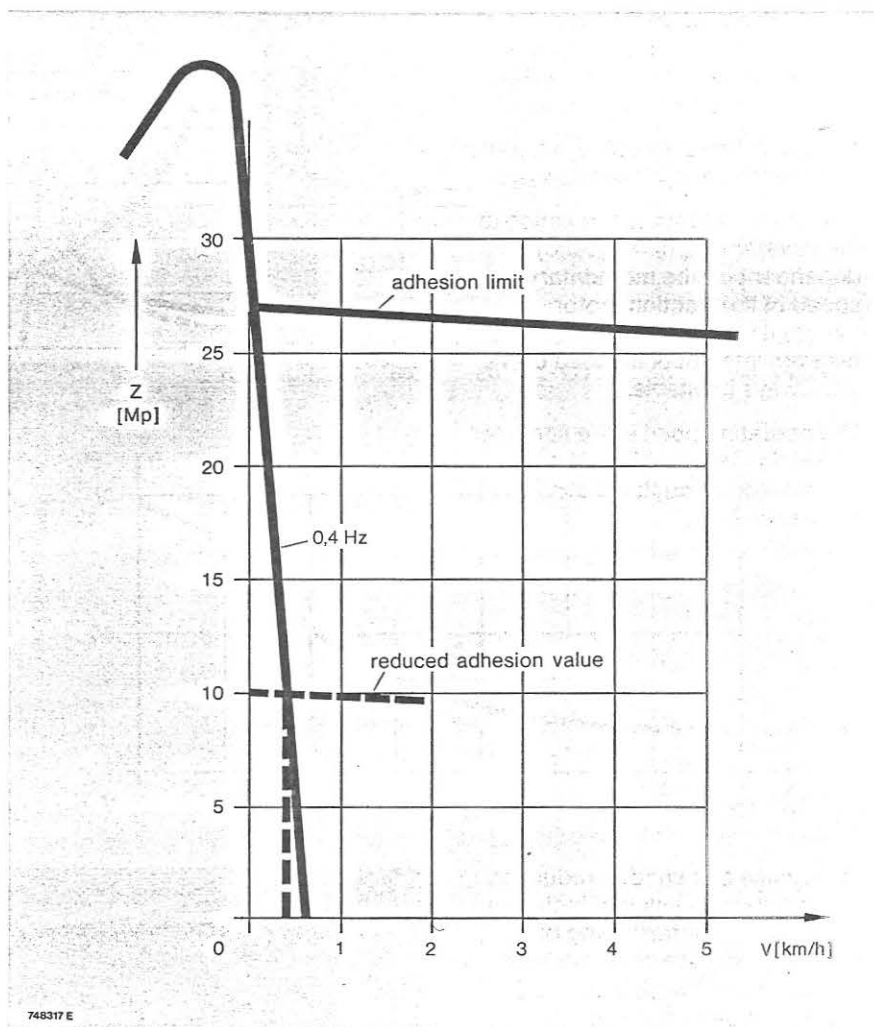 30
adhesion limit
25
Z
[Mp]
20
0,4 Hz
15
reduced adhesion value
10
5
0 1 2 3 4 5 V[km/h]
748317 E